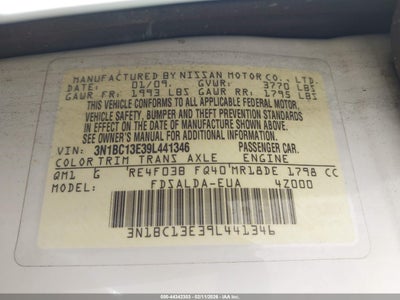 MANUFACTURED BY NISSAN MOTOR CO., LTD.
DATE: 01/09 GVWR: 3770 LBS
GAWR FR: 1993 LBS GAWR RR: 1795 LBS
THIS VEHICLE CONFORMS TO ALL APPLICABLE FEDERAL MOTOR
VEHICLE SAFETY, BUMPER AND THEFT PREVENTION STANDARDS
IN EFFECT ON THE DATE OF MANUFACTURE SHOWN ABOVE.
SEE OWNER'S MANUAL FOR ADDITIONAL INFORMATION
VIN: 3N1BC13E39L441346 PASSENGER CAR.
COLOR TRIM TRANS AXLE ENGINE
QM1 G RE4F03B FQ40 MR18DE 1798 CC
MODEL: FDSALDA-EUA 4Z000
3N1BC13E39L441346